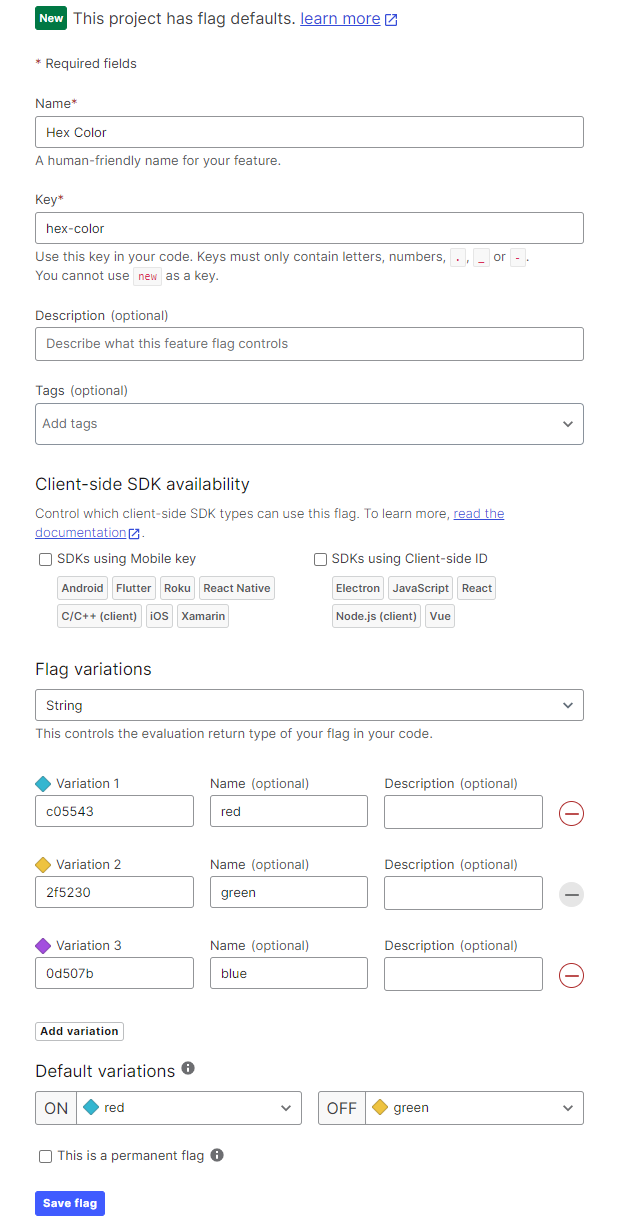 New This project has flag defaults. learn more
* Required fields
Name*
Hex Color
A human-friendly name for your feature.
Key*
hex-color
Use this key in your code. Keys must only contain letters, numbers, . , _ or - .
You cannot use new as a key.
Description (optional)
Describe what this feature flag controls
Tags (optional)
Add tags
Client-side SDK availability
Control which client-side SDK types can use this flag. To learn more, read the
documentation.
SDKs using Mobile key
Android Flutter Roku React Native
C/C++ (client) iOS Xamarin
SDKs using Client-side ID
Electron JavaScript React
Node.js (client) Vue
Flag variations
String
This controls the evaluation return type of your flag in your code.
Variation 1 Name (optional) Description (optional)
c05543 red
Variation 2 Name (optional) Description (optional)
2f5230 green
Variation 3 Name (optional) Description (optional)
0d507b blue
Add variation
Default variations
ON red OFF green
This is a permanent flag
Save flag